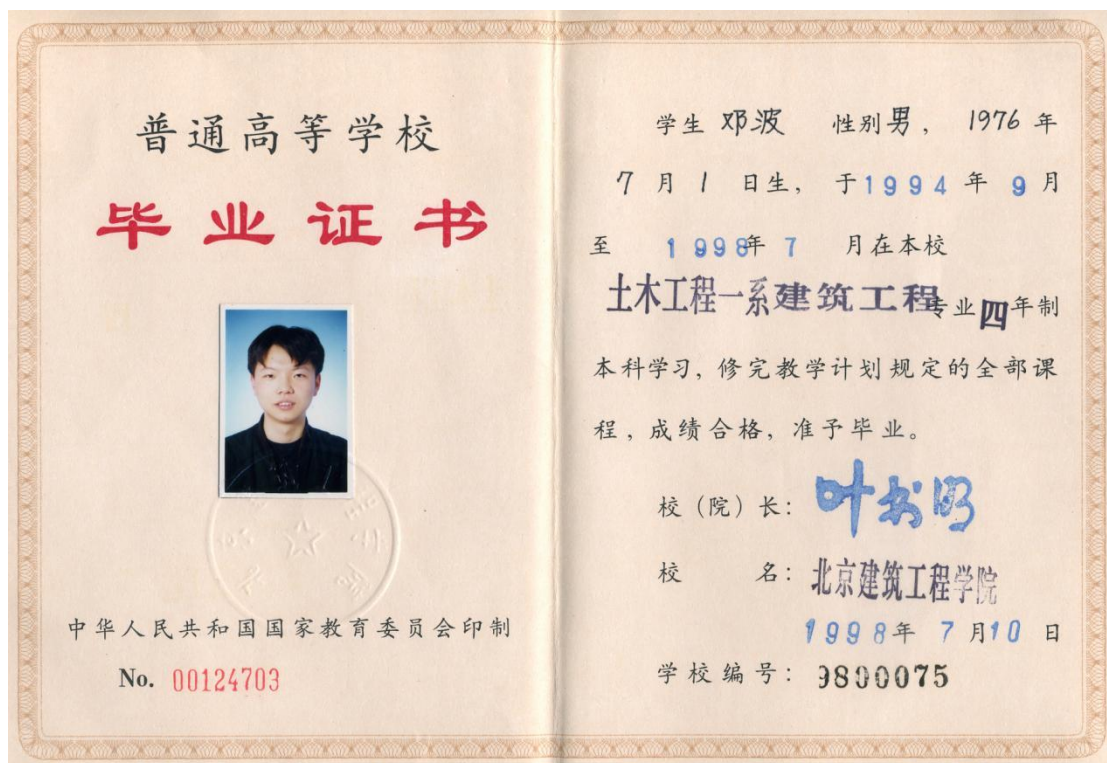 普通高等学校
毕业证书
中华人民共和国国家教育委员会印制
No. 00124703
学生 邓波 性别男， 1976 年
7 月 1 日生， 于1994 年 9 月
至 1998年 7 月在本校
土木工程一系建筑工程专业四年制
本科学习，修完教学计划规定的全部课
程，成绩合格，准予毕业。
校（院）长：叶书明
校 名：北京建筑工程学院
1998年 7 月10 日
学校编号：9800075